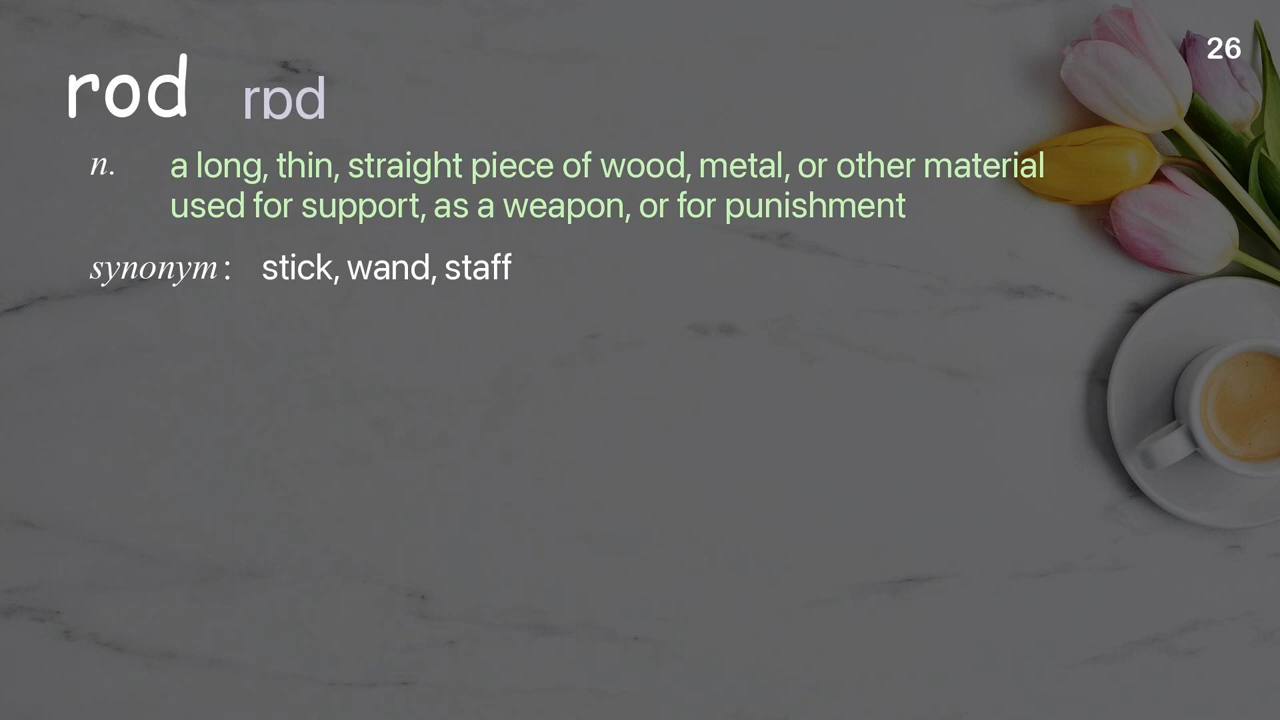 26
rod rɒd
n. a long, thin, straight piece of wood, metal, or other material
used for support, as a weapon, or for punishment
synonym: stick, wand, staff